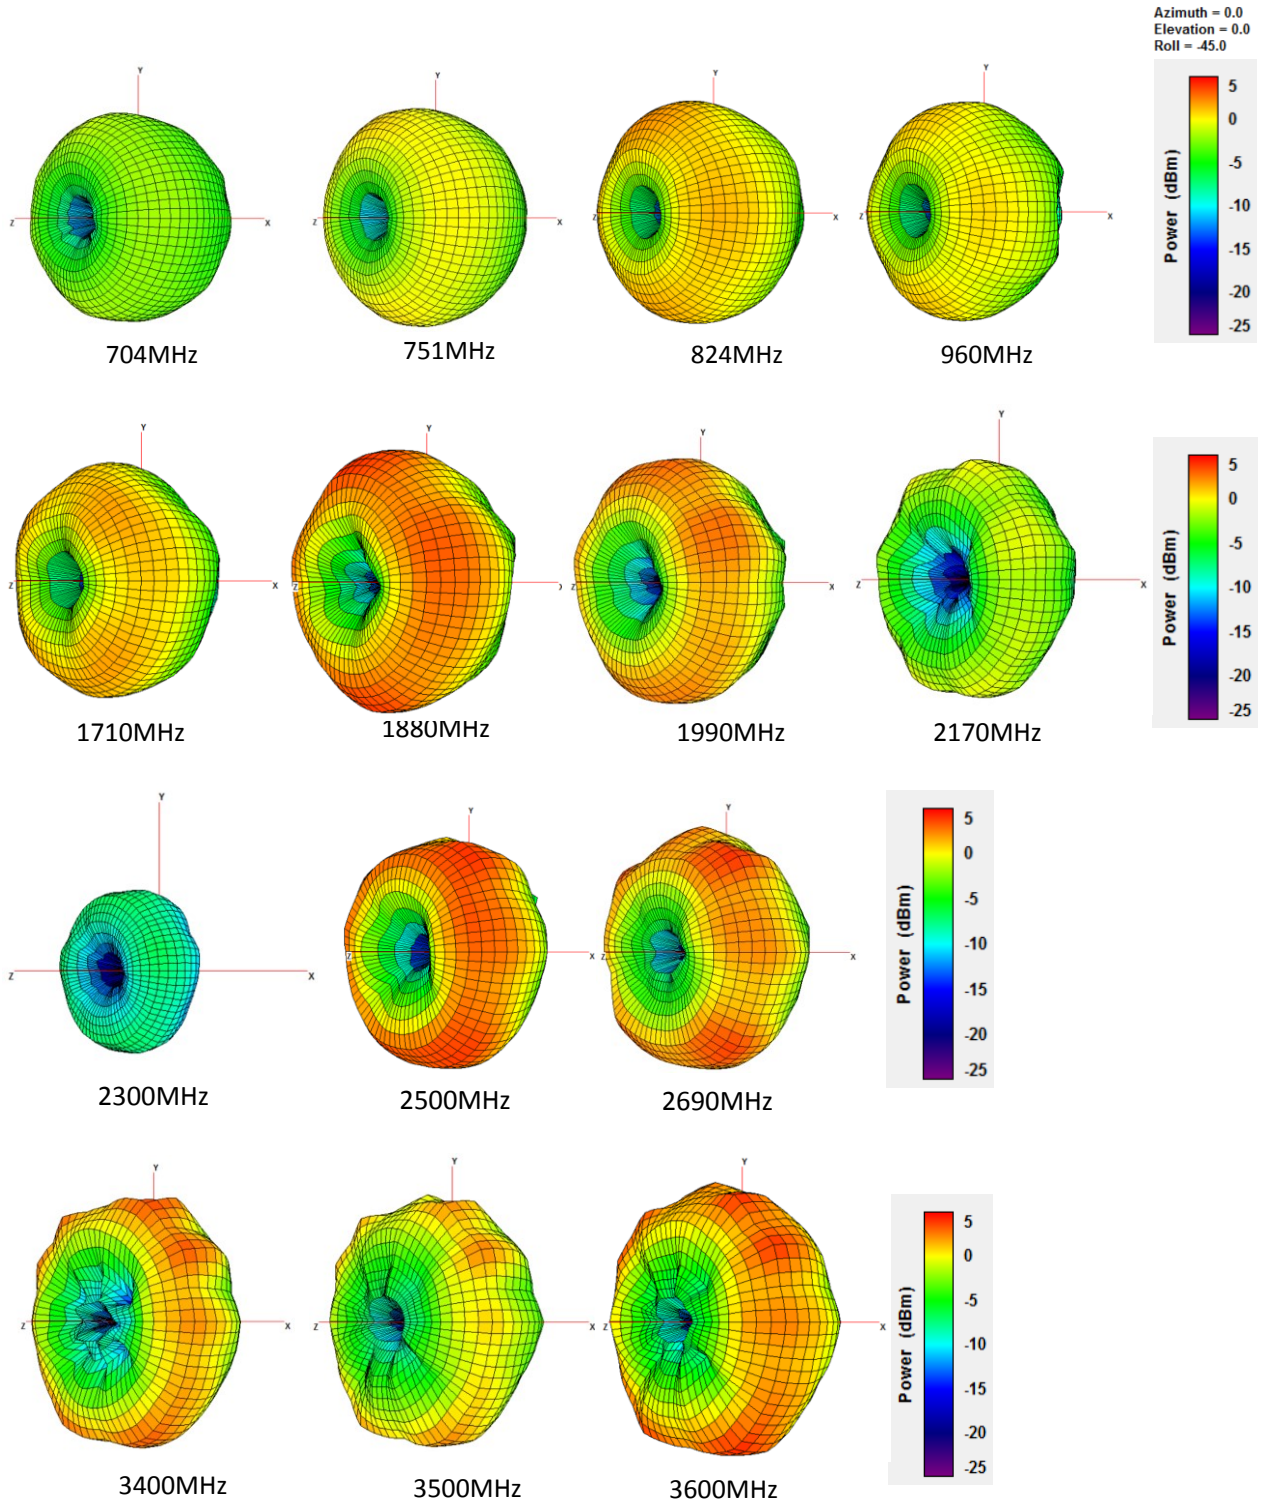 Azimuth = 0.0
Elevation = 0.0
Roll = -45.0
Y
Z
X
704MHz
Y
Z
X
751MHz
Y
Z
X
824MHz
Y
Z
X
960MHz
Power (dBm)
5
0
-5
-10
-15
-20
-25
Y
Z
X
1710MHz
Y
Z
1880MHz
Y
Z
X
1990MHz
Y
Z
X
2170MHz
Power (dBm)
5
0
-5
-10
-15
-20
-25
Y
Z
X
2300MHz
Y
Z
X
2500MHz
Y
Z
X
2690MHz
Power (dBm)
5
0
-5
-10
-15
-20
-25
Y
Z
X
3400MHz
Y
Z
X
3500MHz
Y
Z
X
3600MHz
Power (dBm)
5
0
-5
-10
-15
-20
-25